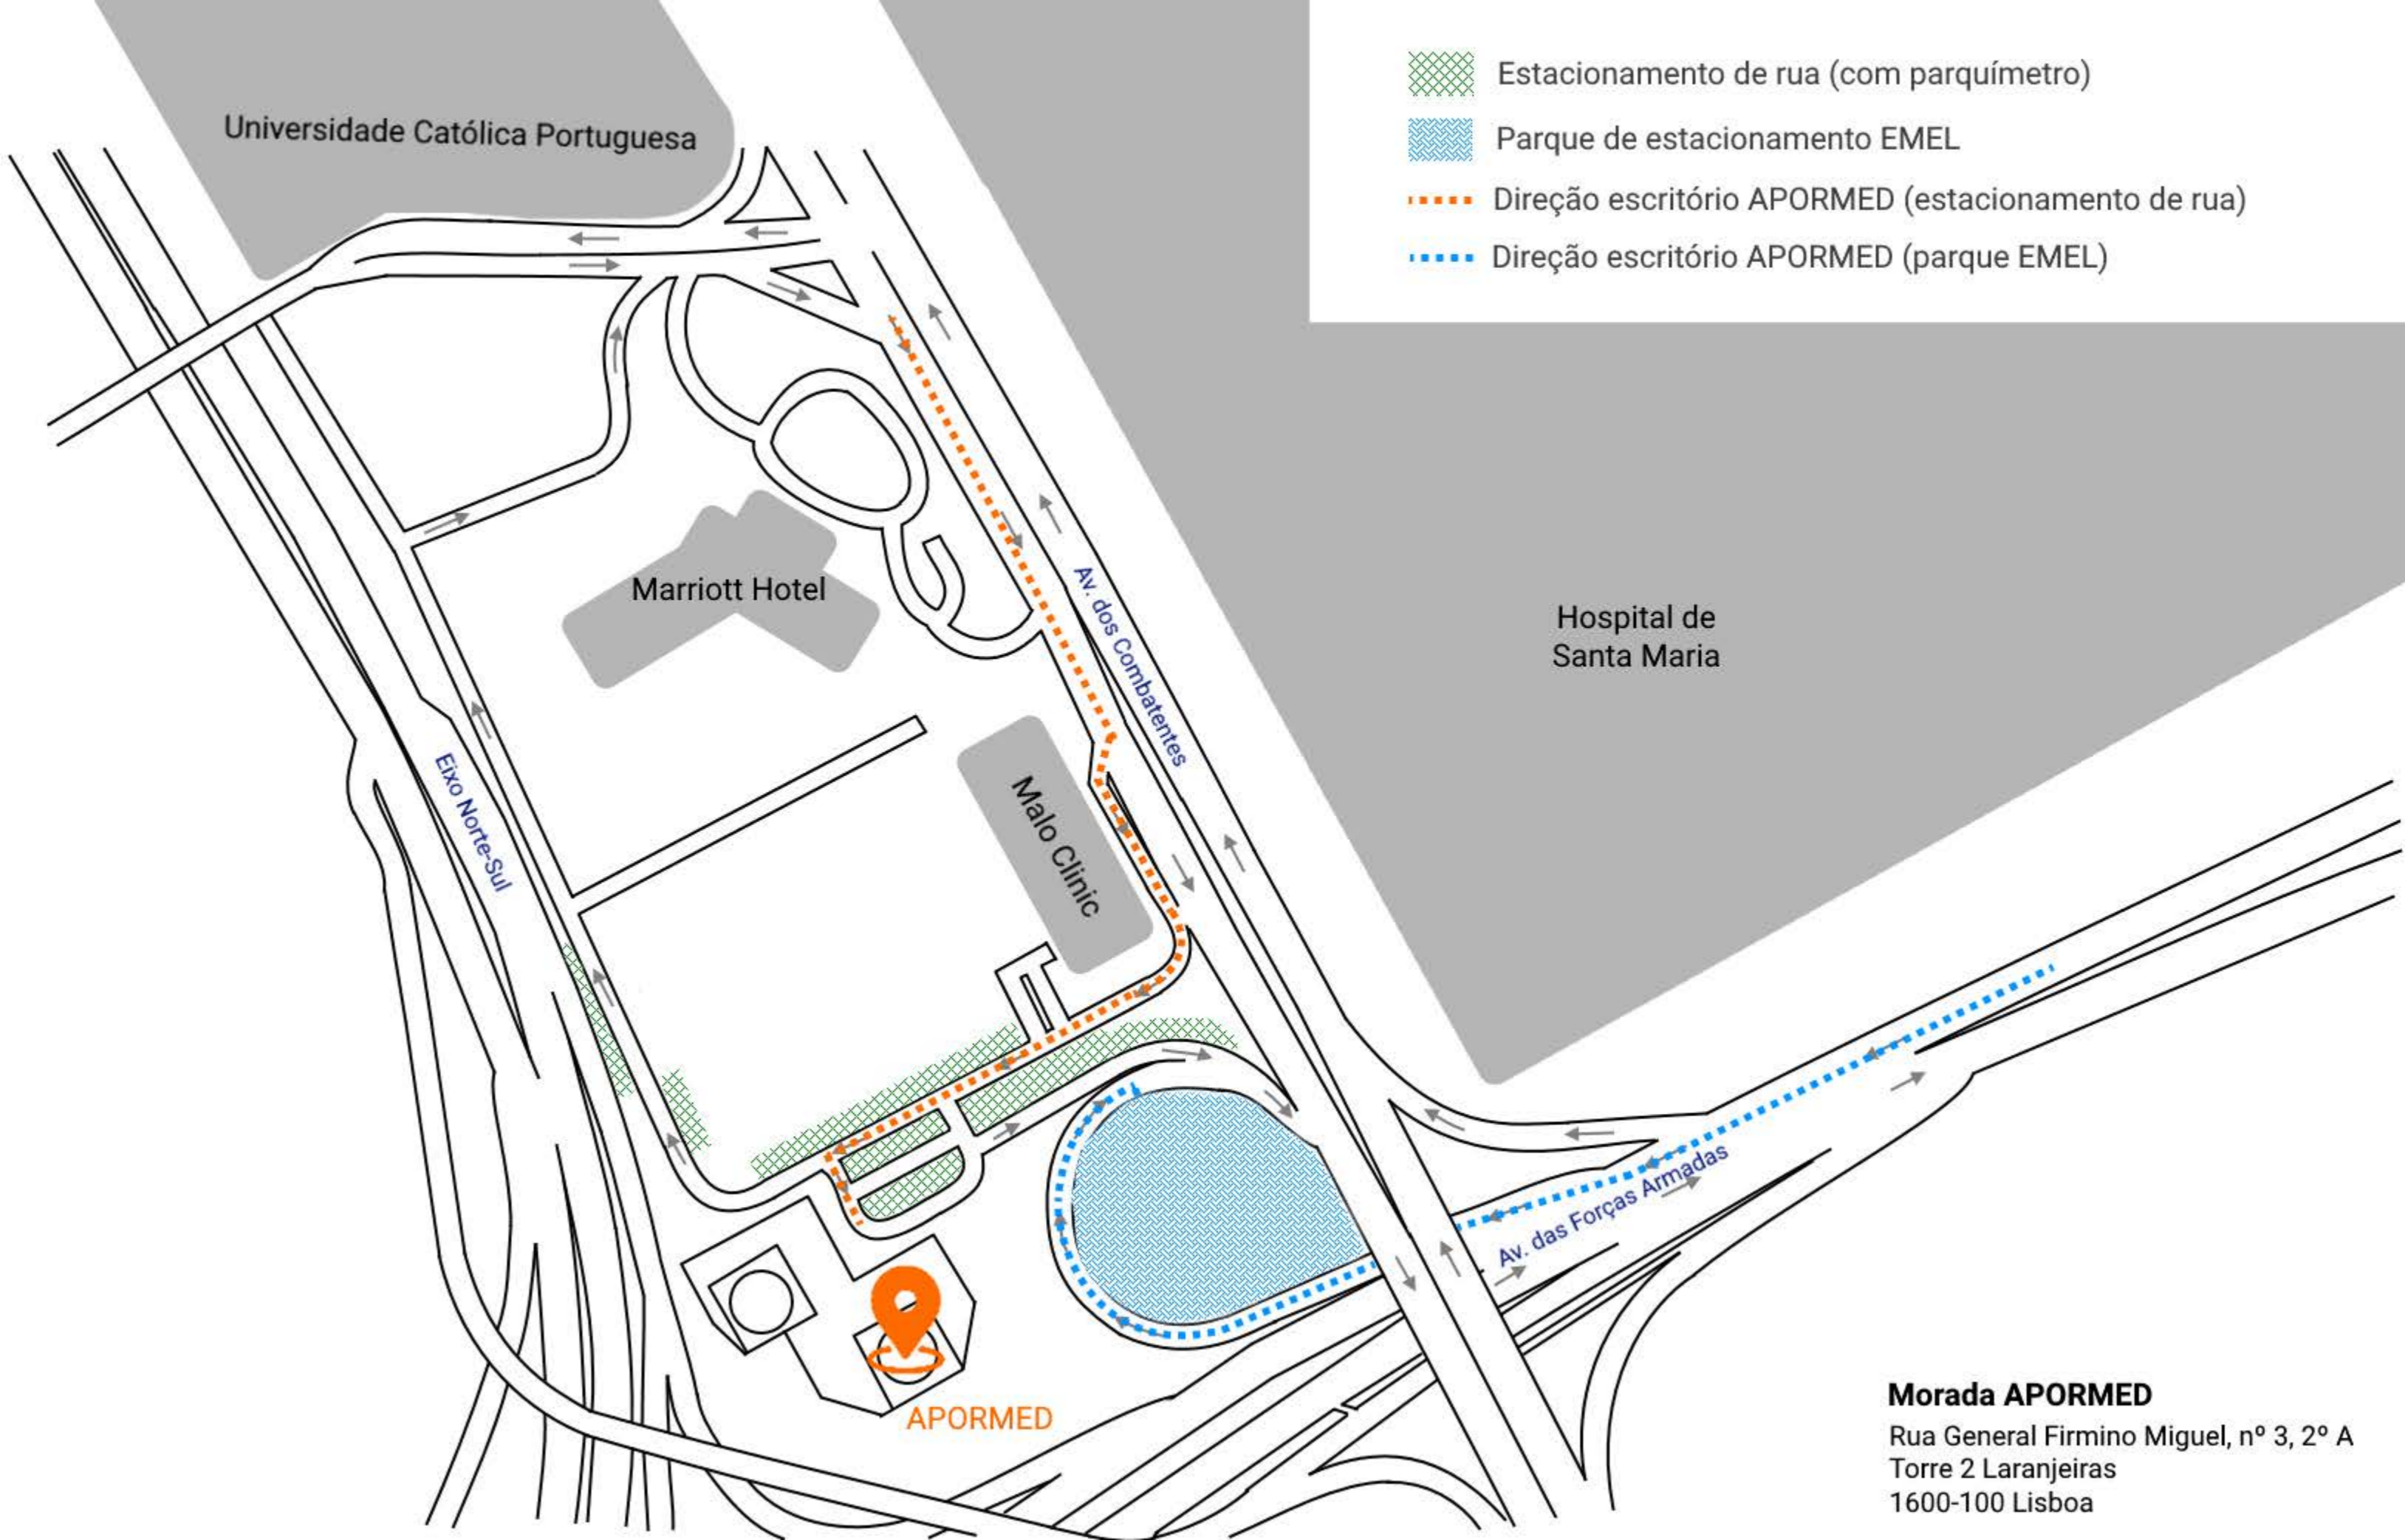 Estacionamento de rua (com parquímetro)
Parque de estacionamento EMEL
Direção escritório APORMED (estacionamento de rua)
Direção escritório APORMED (parque EMEL)
Universidade Católica Portuguesa
Marriott Hotel
Av. dos Combatentes
Hospital de
Santa Maria
Eixo Norte-Sul
Malo Clinic
Av. das Forças Armadas
APORMED
Morada APORMED
Rua General Firmino Miguel, nº 3, 2º A
Torre 2 Laranjeiras
1600-100 Lisboa